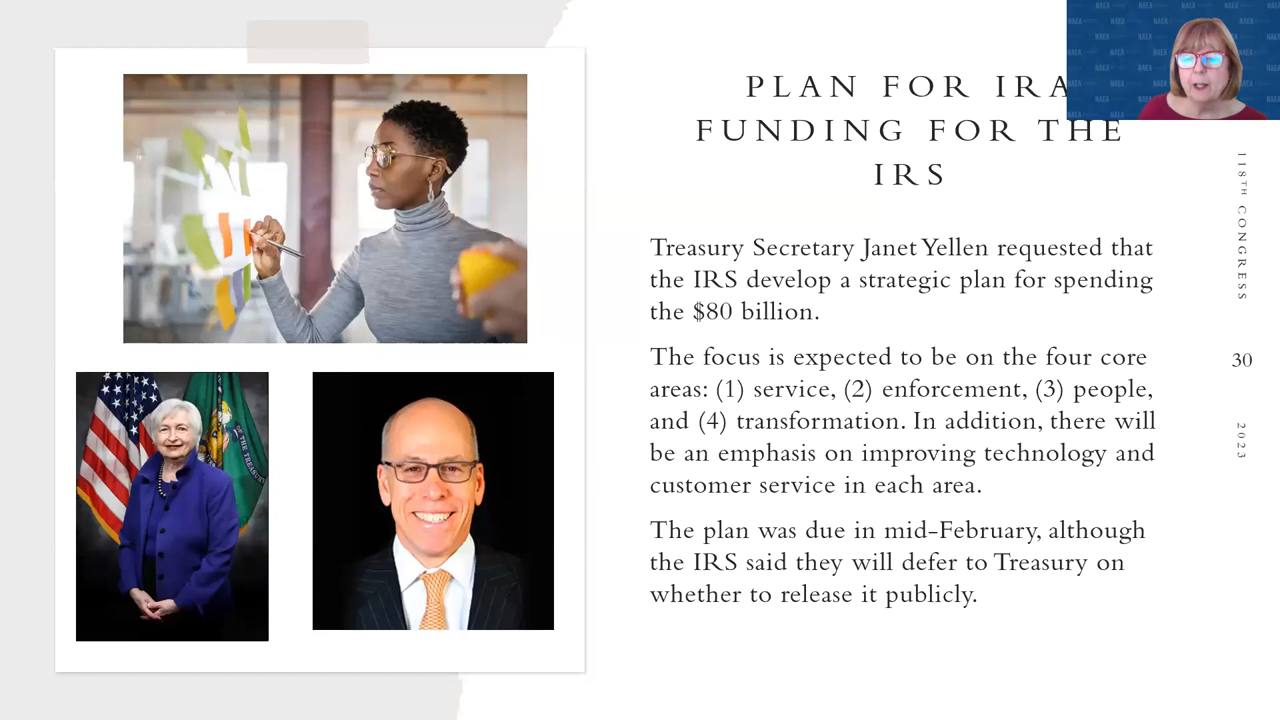 PLAN FOR IRA
FUNDING FOR THE
IRS
Treasury Secretary Janet Yellen requested that
the IRS develop a strategic plan for spending
the $80 billion.
The focus is expected to be on the four core
areas: (1) service, (2) enforcement, (3) people,
and (4) transformation. In addition, there will
be an emphasis on improving technology and
customer service in each area.
The plan was due in mid-February, although
the IRS said they will defer to Treasury on
whether to release it publicly.
118TH CONGRESS
30
2023
OF THE TREASURY
NAEA